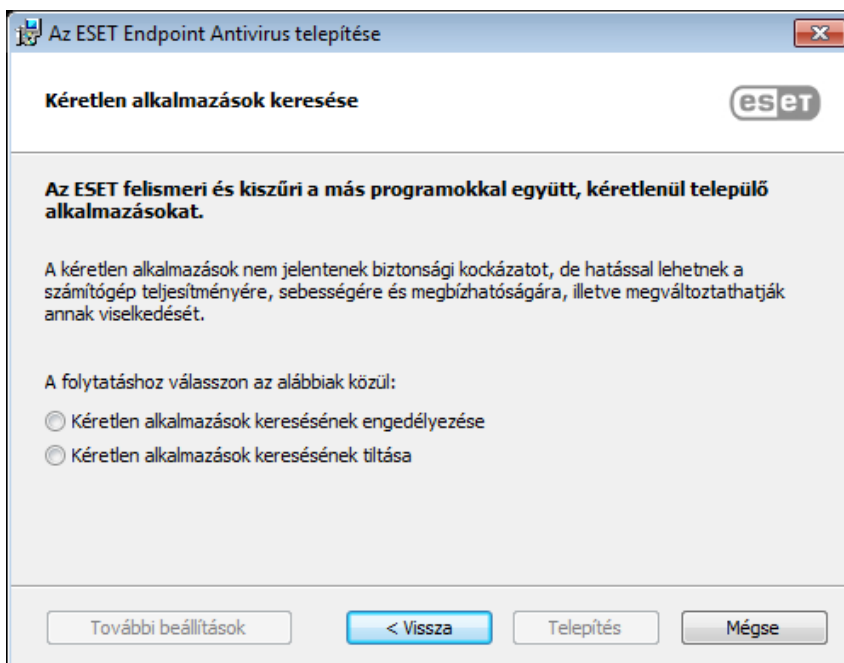 Az ESET Endpoint Antivirus telepítése
Kéretlen alkalmazások keresése
eseT
Az ESET felismeri és kiszűri a más programokkal együtt, kéretlenül települő
alkalmazásokat.
A kéretlen alkalmazások nem jelentenek biztonsági kockázatot, de hatással lehetnek a
számítógép teljesítményére, sebességére és megbízhatóságára, illetve megváltoztathatják
annak viselkedését.
A folytatáshoz válasszon az alábbiak közül:
Kéretlen alkalmazások keresésének engedélyezése
Kéretlen alkalmazások keresésének tiltása
További beállítások
< Vissza
Telepítés
Mégse